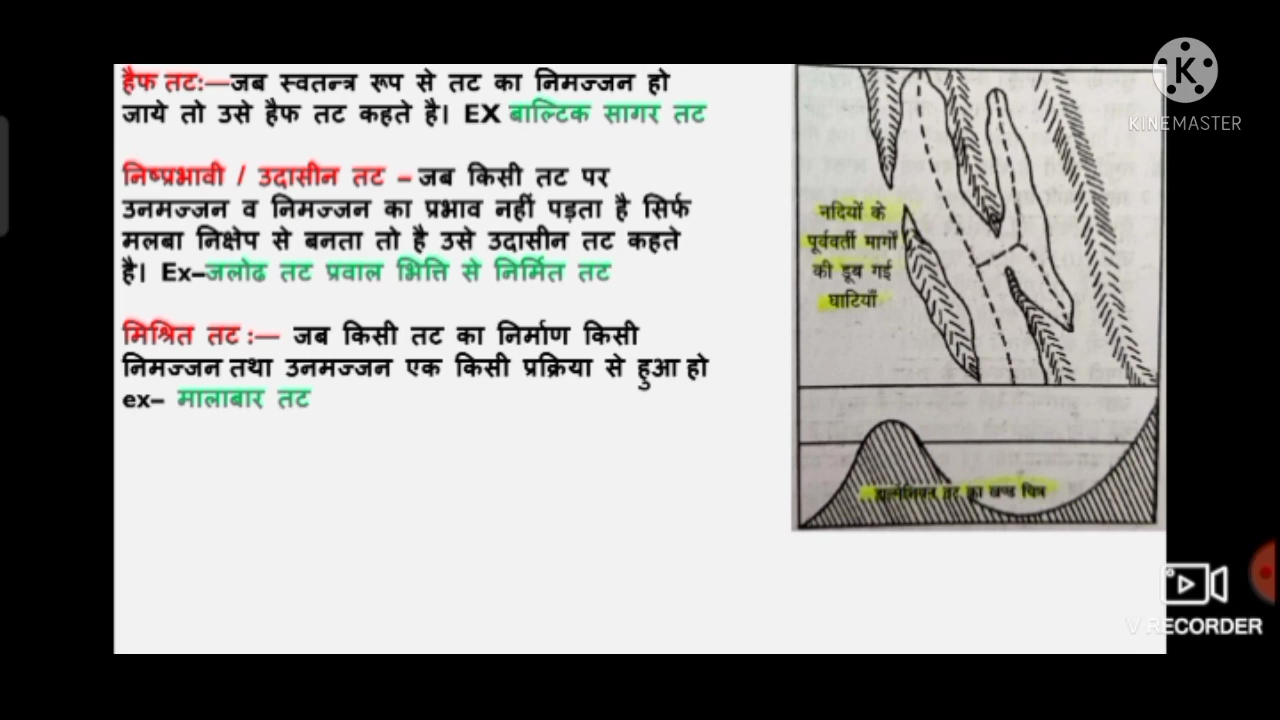 हैफ तट:—जब स्वतन्त्र रूप से तट का निमज्जन हो
जाये तो उसे हैफ तट कहते है। EX बाल्टिक सागर तट
निष्प्रभावी / उदासीन तट – जब किसी तट पर
उनमज्जन व निमज्जन का प्रभाव नहीं पड़ता है सिर्फ
मलबा निक्षेप से बनता तो है उसे उदासीन तट कहते
है। Ex–जलोढ तट प्रवाल भित्ति से निर्मित तट
मिश्रित तट :— जब किसी तट का निर्माण किसी
निमज्जन तथा उनमज्जन एक किसी प्रक्रिया से हुआ हो
ex– मालाबार तट
नदियों के
पूर्ववर्ती मार्गों
की डूब गई
घाटियाँ
तट का खण्ड चित्र
K
KINEMASTER
V RECORDER